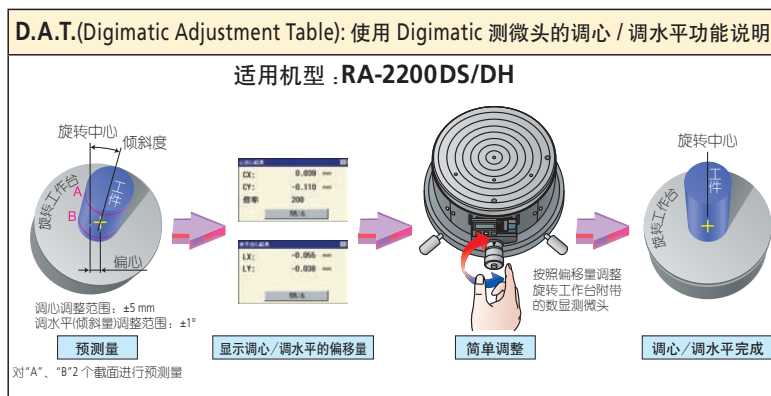 D.A.T.(Digimatic Adjustment Table): 使用 Digimatic 测微头的调心 / 调水平功能说明
适用机型 : RA-2200DS/DH
旋转中心
倾斜度
旋转工作台
工件
A
B
偏心
调心调整范围：±5 mm
调水平(倾斜量)调整范围：±1°
预测量
对“A”、“B”2 个截面进行预测量
CX: 0.039 mm
CY: -0.110 mm
倍率 200
LX: -0.055 mm
LY: -0.038 mm
显示调心/调水平的偏移量
按照偏移量调整
旋转工作台附带
的数显测微头
简单调整
旋转中心
旋转工作台
工件
调心/调水平完成